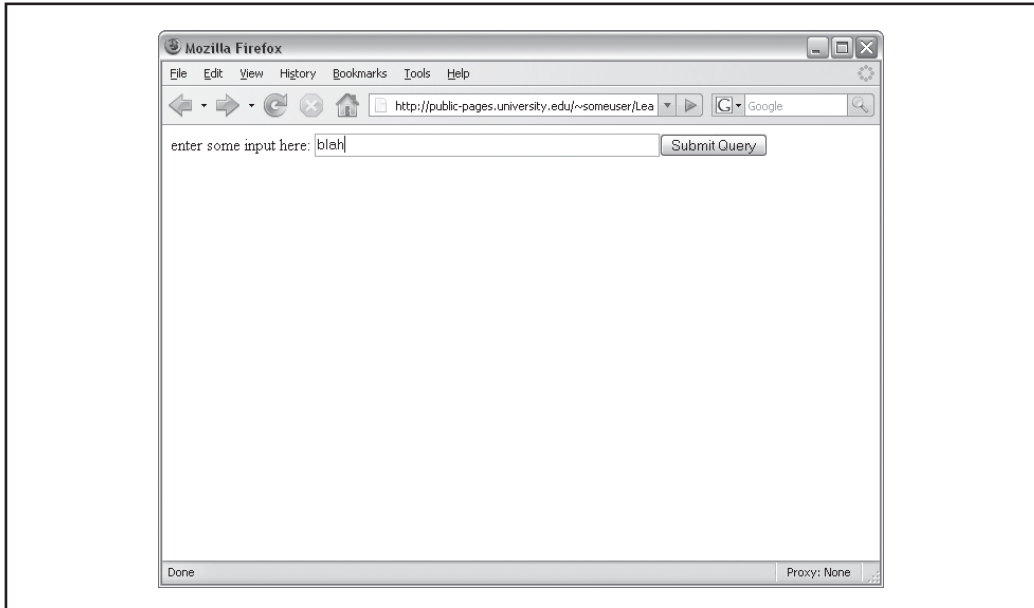 Mozilla Firefox
File Edit View History Bookmarks Tools Help
http://public-pages.university.edu/~someuser/Lea G Google
enter some input here: blah Submit Query
Done Proxy: None